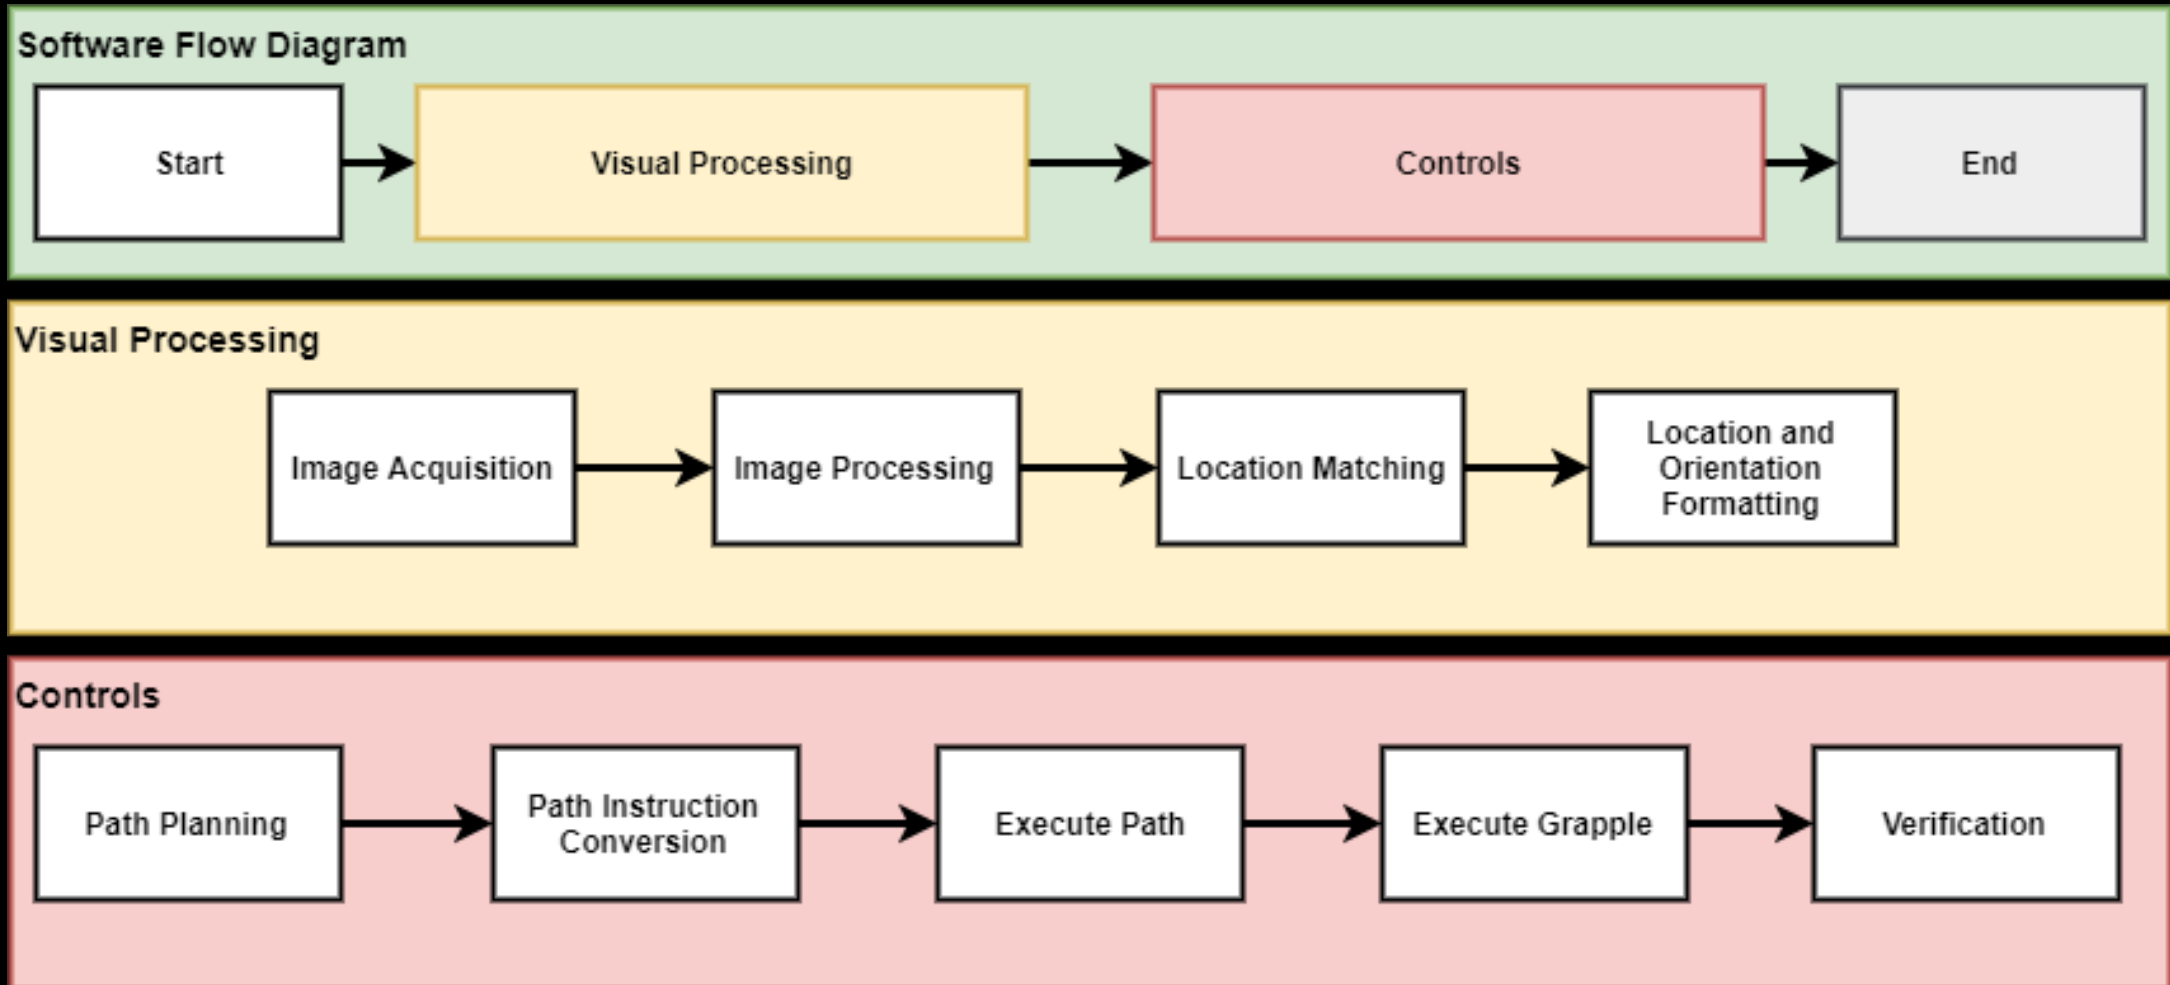 Software Flow Diagram
Start
Visual Processing
Controls
End
Visual Processing
Image Acquisition
Image Processing
Location Matching
Location and
Orientation
Formatting
Controls
Path Planning
Path Instruction
Conversion
Execute Path
Execute Grapple
Verification